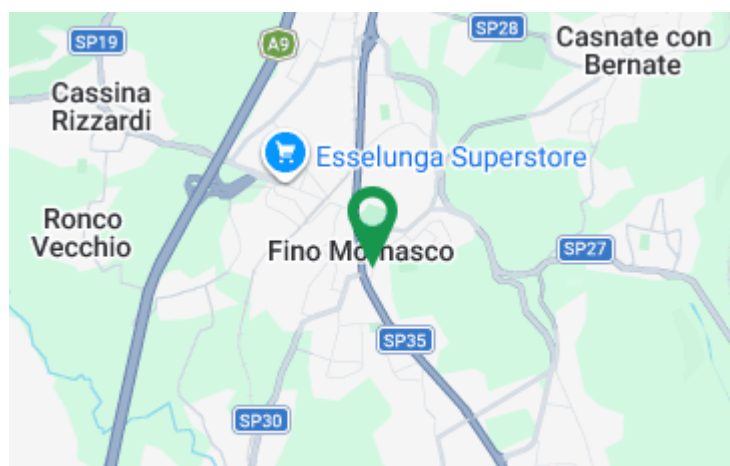 SP19
A9
SP28
Casnate con
Bernate
Cassina
Rizzardi
Esselunga Superstore
Ronco
Vecchio
Fino Mornasco
SP27
SP35
SP30